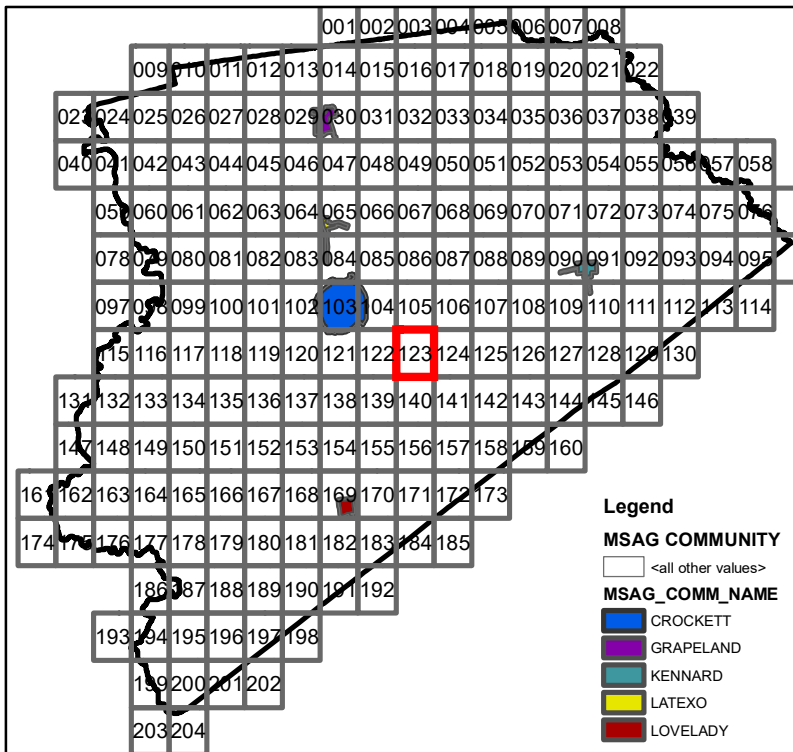 001 002 003 004 005 006 007 008
009 010 011 012 013 014 015 016 017 018 019 020 021 022
023 024 025 026 027 028 029 030 031 032 033 034 035 036 037 038 039
040 041 042 043 044 045 046 047 048 049 050 051 052 053 054 055 056 057 058
059 060 061 062 063 064 065 066 067 068 069 070 071 072 073 074 075 076
078 079 080 081 082 083 084 085 086 087 088 089 090 091 092 093 094 095
097 098 099 100 101 102 103 104 105 106 107 108 109 110 111 112 113 114
115 116 117 118 119 120 121 122 123 124 125 126 127 128 129 130
131 132 133 134 135 136 137 138 139 140 141 142 143 144 145 146
147 148 149 150 151 152 153 154 155 156 157 158 159 160
161 162 163 164 165 166 167 168 169 170 171 172 173
174 175 176 177 178 179 180 181 182 183 184 185
186 187 188 189 190 191 192
193 194 195 196 197 198
199 200 201 202
203 204
Legend
MSAG COMMUNITY
<all other values>
MSAG_COMM_NAME
CROCKETT
GRAPELAND
KENNARD
LATEXO
LOVELADY